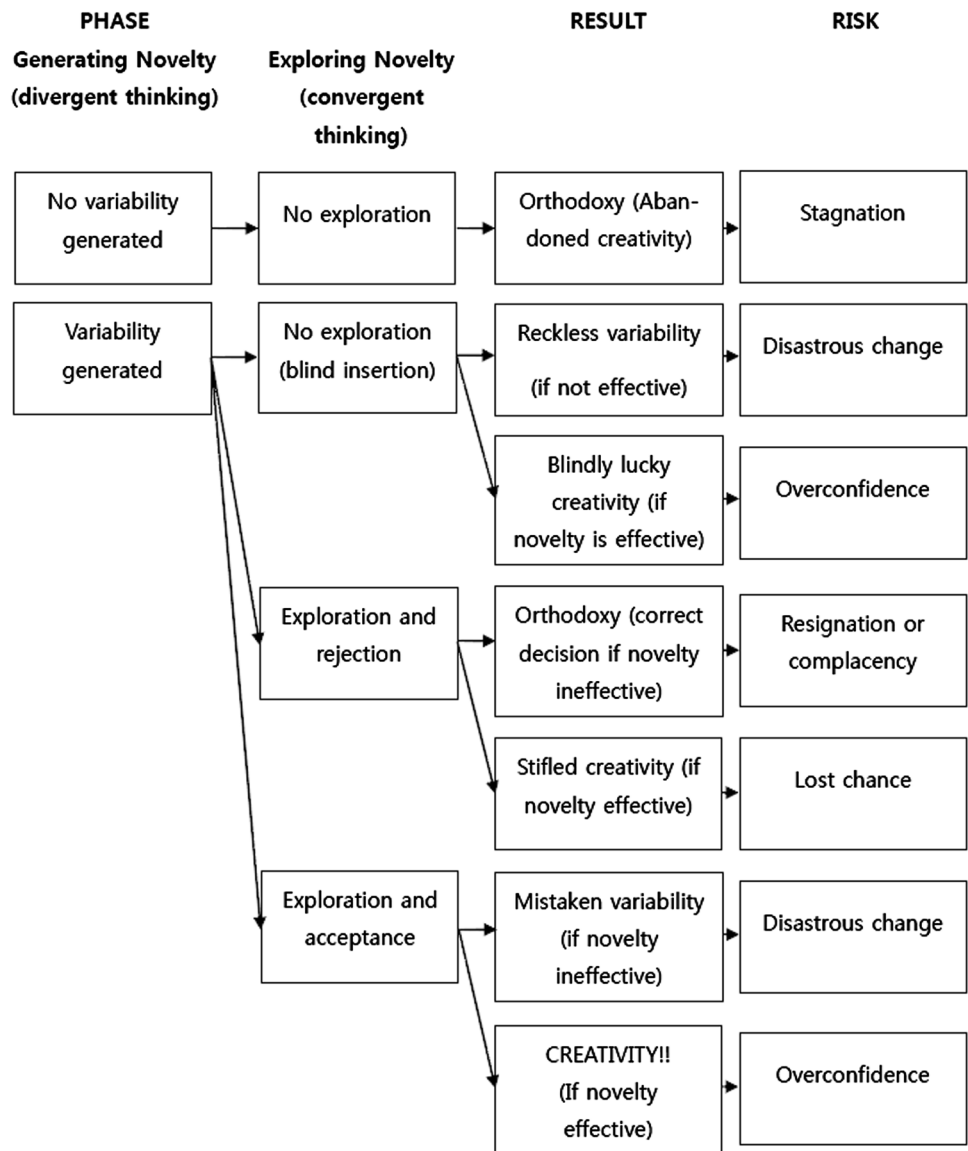 PHASE
RESULT
RISK
Generating Novelty
(divergent thinking)
Exploring Novelty
(convergent
thinking)
No variability
generated
No exploration
Orthodoxy (Aban-
doned creativity)
Stagnation
Variability
generated
No exploration
(blind insertion)
Reckless variability
(if not effective)
Disastrous change
Blindly lucky
creativity (if
novelty is effective)
Overconfidence
Exploration and
rejection
Orthodoxy (correct
decision if novelty
ineffective)
Resignation or
complacency
Stifled creativity (if
novelty effective)
Lost chance
Exploration and
acceptance
Mistaken variability
(if novelty
ineffective)
Disastrous change
CREATIVITY!!
(If novelty
effective)
Overconfidence